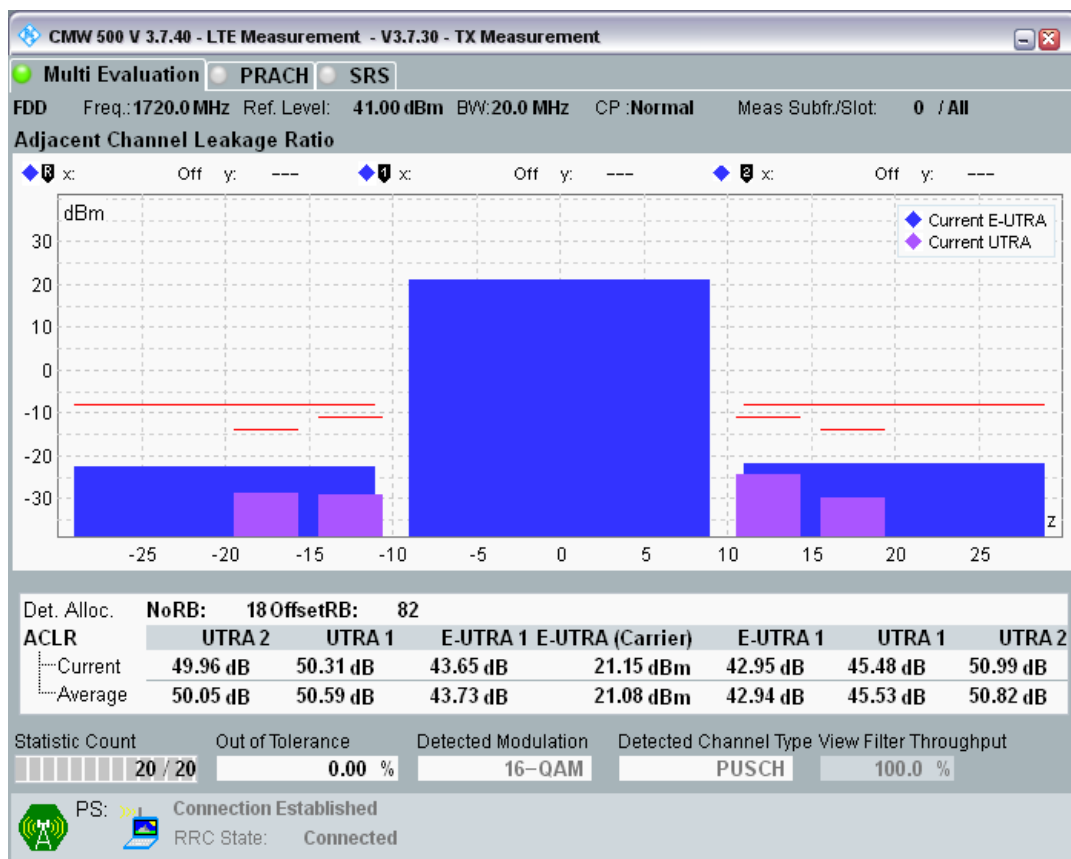 CMW 500 V 3.7.40 - LTE Measurement - V3.7.30 - TX Measurement
Multi Evaluation PRACH SRS
FDD Freq.: 1720.0 MHz Ref. Level: 41.00 dBm BW: 20.0 MHz CP : Normal Meas Subfr./Slot: 0 / All
Adjacent Channel Leakage Ratio
R x: Off y: --- 1 x: Off y: --- 2 x: Off y: ---
dBm
Current E-UTRA
Current UTRA
30
20
10
0
-10
-20
-30
z
-25 -20 -15 -10 -5 0 5 10 15 20 25
Det. Alloc. NoRB: 18 OffsetRB: 82
ACLR UTRA 2 UTRA 1 E-UTRA 1 E-UTRA (Carrier) E-UTRA 1 UTRA 1 UTRA 2
Current 49.96 dB 50.31 dB 43.65 dB 21.15 dBm 42.95 dB 45.48 dB 50.99 dB
Average 50.05 dB 50.59 dB 43.73 dB 21.08 dBm 42.94 dB 45.53 dB 50.82 dB
Statistic Count Out of Tolerance Detected Modulation Detected Channel Type View Filter Throughput
20 / 20 0.00 % 16-QAM PUSCH 100.0 %
PS: Connection Established
RRC State: Connected